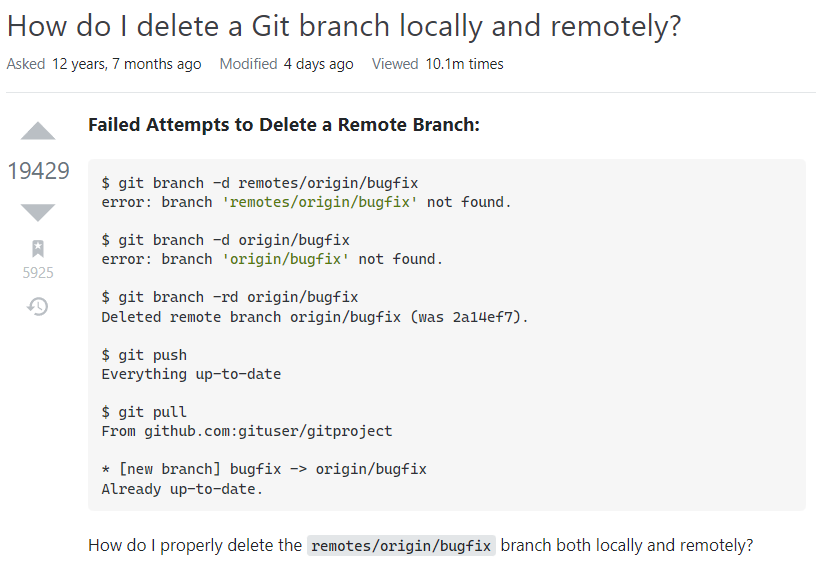 How do I delete a Git branch locally and remotely?
Asked 12 years, 7 months ago Modified 4 days ago Viewed 10.1m times
19429
5925
Failed Attempts to Delete a Remote Branch:
$ git branch -d remotes/origin/bugfix
error: branch 'remotes/origin/bugfix' not found.
$ git branch -d origin/bugfix
error: branch 'origin/bugfix' not found.
$ git branch -rd origin/bugfix
Deleted remote branch origin/bugfix (was 2a14ef7).
$ git push
Everything up-to-date
$ git pull
From github.com:gituser/gitproject
* [new branch] bugfix -> origin/bugfix
Already up-to-date.
How do I properly delete the remotes/origin/bugfix branch both locally and remotely?